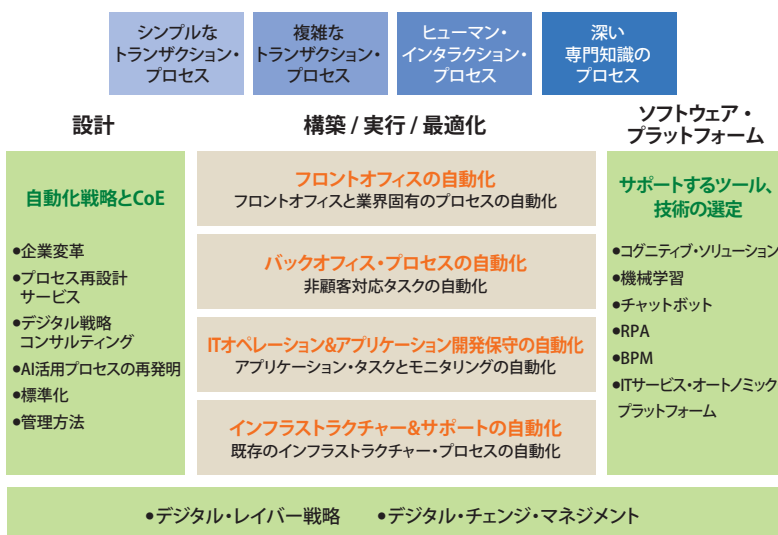 シンプルな
トランザクション・
プロセス
複雑な
トランザクション・
プロセス
ヒューマン・
インタラクション・
プロセス
深い
専門知識の
プロセス
設計
構築 / 実行 / 最適化
ソフトウェア・
プラットフォーム
自動化戦略とCoE
●企業変革
●プロセス再設計
サービス
●デジタル戦略
コンサルティング
●AI活用プロセスの再発明
●標準化
●管理方法
フロントオフィスの自動化
フロントオフィスと業界固有のプロセスの自動化
バックオフィス・プロセスの自動化
非顧客対応タスクの自動化
ITオペレーション&アプリケーション開発保守の自動化
アプリケーション・タスクとモニタリングの自動化
インフラストラクチャー&サポートの自動化
既存のインフラストラクチャー・プロセスの自動化
サポートするツール、
技術の選定
●コグニティブ・ソリューション
●機械学習
●チャットボット
●RPA
●BPM
●ITサービス・オートノミック
プラットフォーム
●デジタル・レイバー戦略 ●デジタル・チェンジ・マネジメント